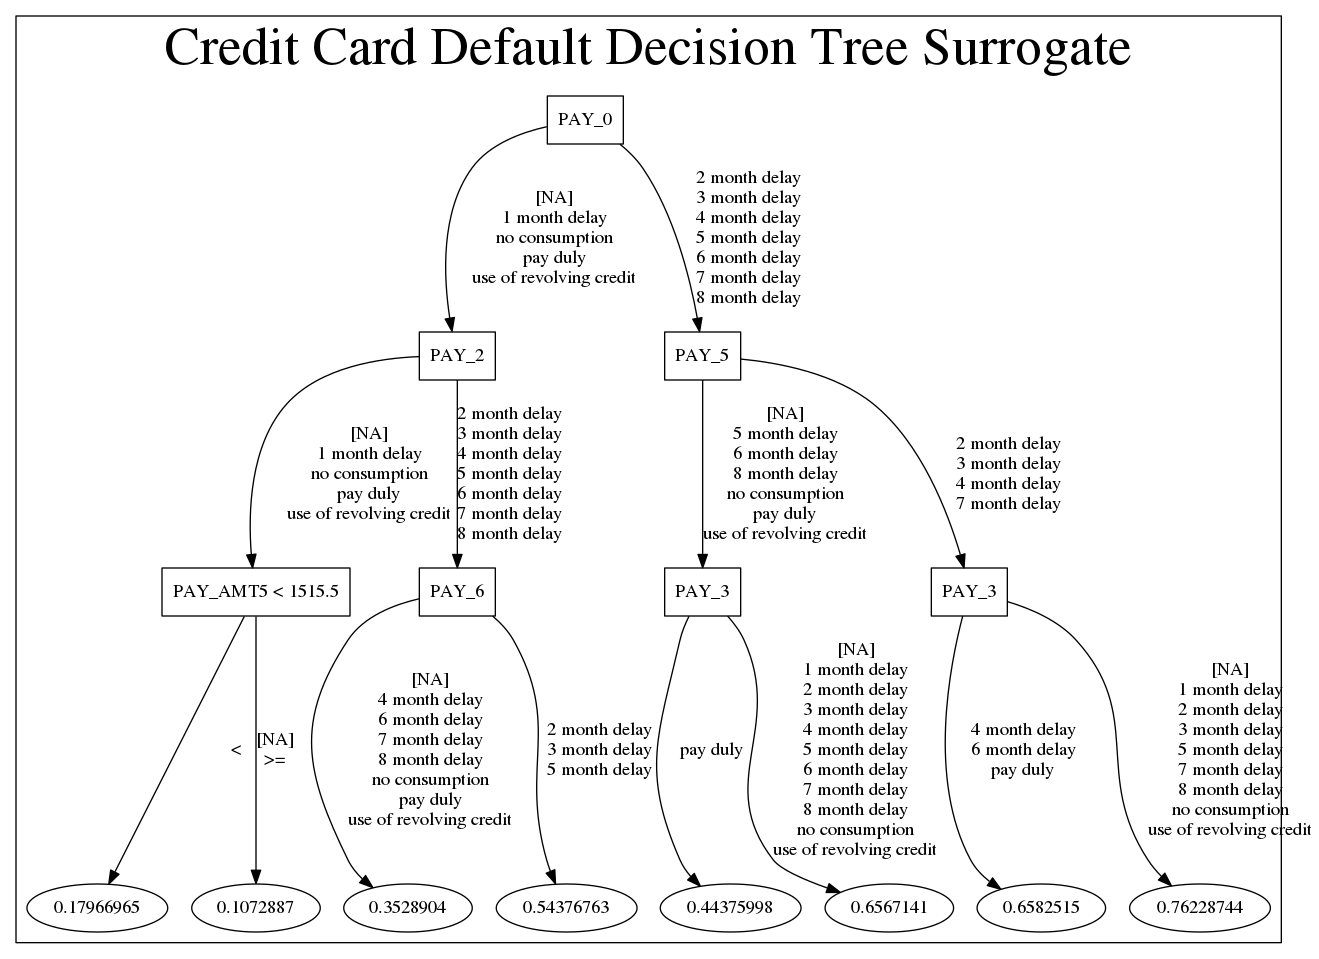 Credit Card Default Decision Tree Surrogate
PAY_0
[NA]
1 month delay
no consumption
pay duly
use of revolving credit
2 month delay
3 month delay
4 month delay
5 month delay
6 month delay
7 month delay
8 month delay
PAY_2
PAY_5
[NA]
1 month delay
no consumption
pay duly
use of revolving credit
2 month delay
3 month delay
4 month delay
5 month delay
6 month delay
7 month delay
8 month delay
[NA]
5 month delay
6 month delay
8 month delay
no consumption
pay duly
use of revolving credit
2 month delay
3 month delay
4 month delay
7 month delay
PAY_AMT5 < 1515.5
PAY_6
PAY_3
PAY_3
<
[NA]
>=
[NA]
4 month delay
6 month delay
7 month delay
8 month delay
no consumption
pay duly
use of revolving credit
2 month delay
3 month delay
5 month delay
pay duly
[NA]
1 month delay
2 month delay
3 month delay
4 month delay
5 month delay
6 month delay
7 month delay
8 month delay
no consumption
use of revolving credit
4 month delay
6 month delay
pay duly
[NA]
1 month delay
2 month delay
3 month delay
5 month delay
7 month delay
8 month delay
no consumption
use of revolving credit
0.17966965
0.1072887
0.3528904
0.54376763
0.44375998
0.6567141
0.6582515
0.76228744